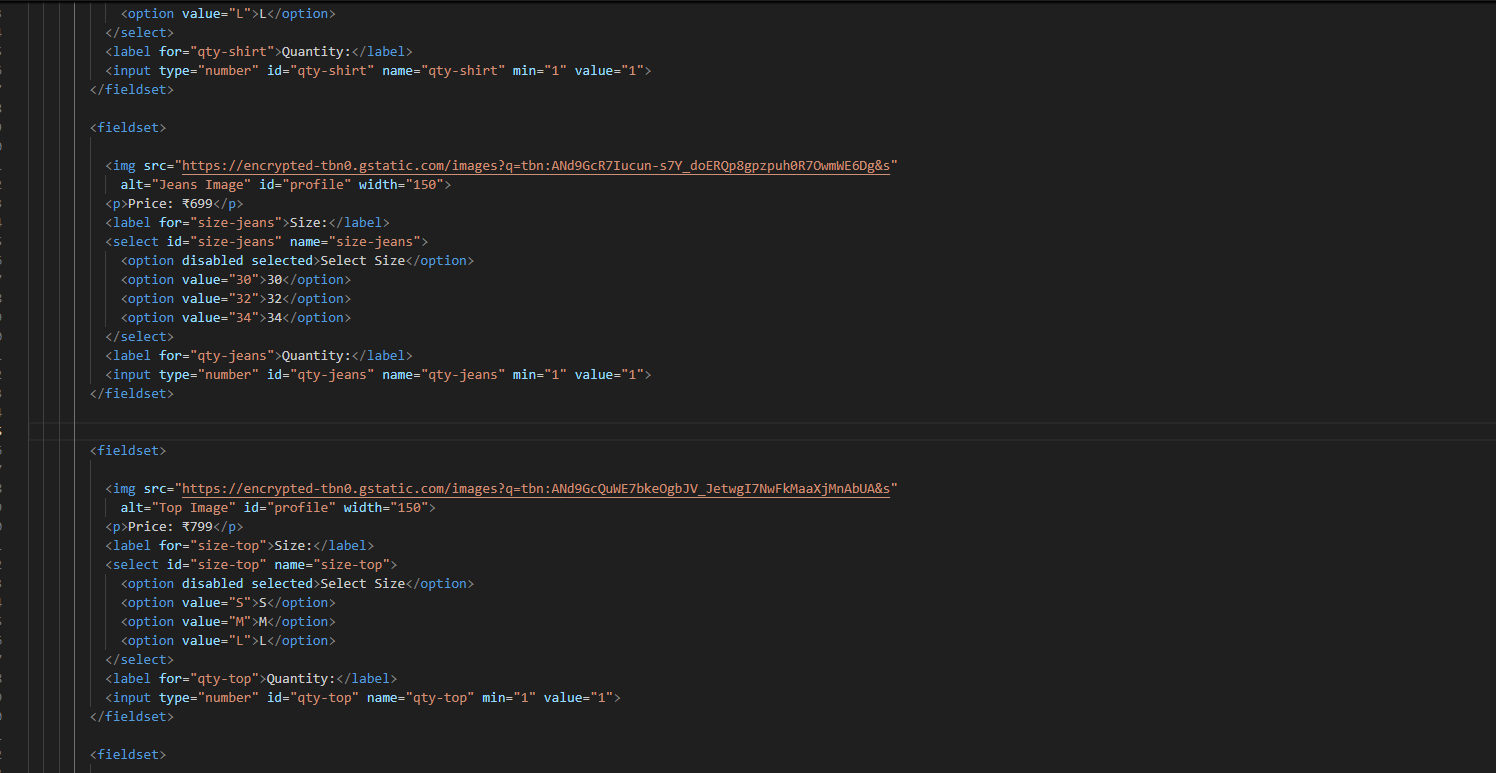 <option value="L">L</option>
</select>
<label for="qty-shirt">Quantity:</label>
<input type="number" id="qty-shirt" name="qty-shirt" min="1" value="1">
</fieldset>
<fieldset>
<img src="https://encrypted-tbn0.gstatic.com/images?q=tbn:ANd9GcR7Iucun-s7Y_doERQp8gpzpuh0R7OwmWE6Dg&s"
alt="Jeans Image" id="profile" width="150">
<p>Price: ₹699</p>
<label for="size-jeans">Size:</label>
<select id="size-jeans" name="size-jeans">
<option disabled selected>Select Size</option>
<option value="30">30</option>
<option value="32">32</option>
<option value="34">34</option>
</select>
<label for="qty-jeans">Quantity:</label>
<input type="number" id="qty-jeans" name="qty-jeans" min="1" value="1">
</fieldset>
<fieldset>
<img src="https://encrypted-tbn0.gstatic.com/images?q=tbn:ANd9GcQuWE7bkeOgbJV_JetwgI7NwFkMaaXjMnAbUA&s"
alt="Top Image" id="profile" width="150">
<p>Price: ₹799</p>
<label for="size-top">Size:</label>
<select id="size-top" name="size-top">
<option disabled selected>Select Size</option>
<option value="S">S</option>
<option value="M">M</option>
<option value="L">L</option>
</select>
<label for="qty-top">Quantity:</label>
<input type="number" id="qty-top" name="qty-top" min="1" value="1">
</fieldset>
<fieldset>